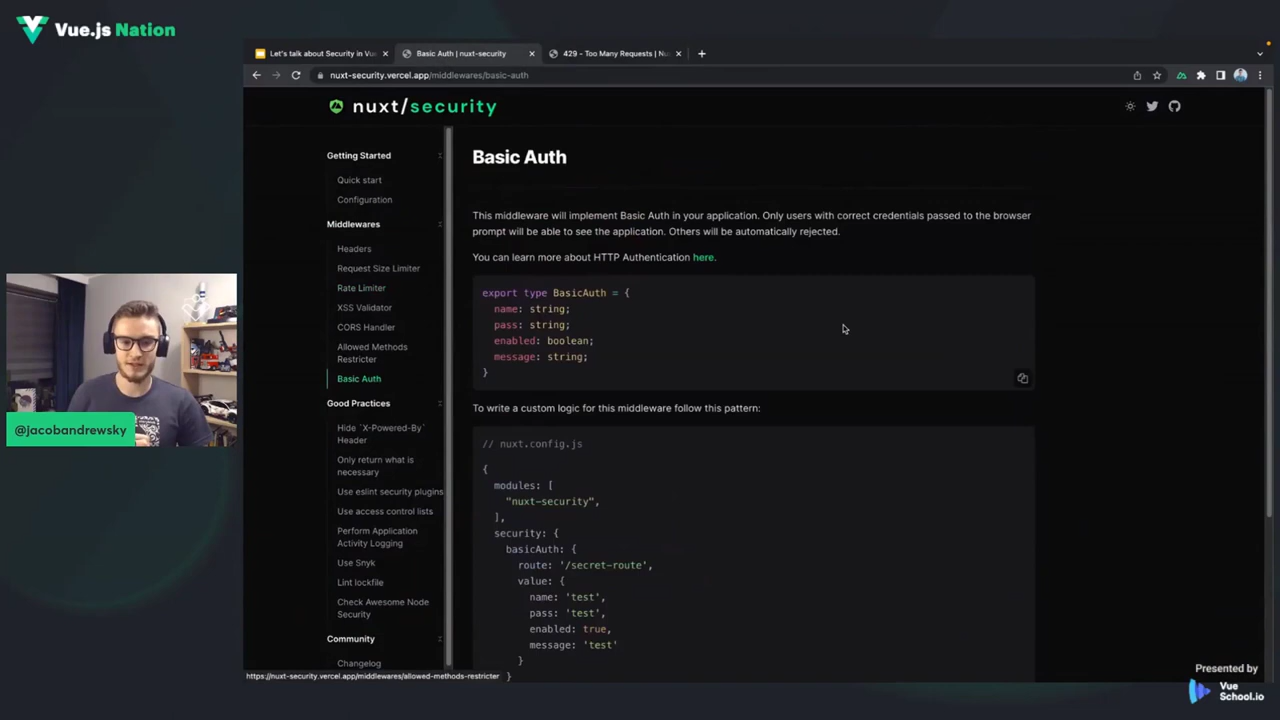 Vue.js Nation
Let's talk about Security in Vue
Basic Auth | nuxt-security
429 - Too Many Requests | Nu
nuxt-security.vercel.app/middlewares/basic-auth
nuxt/security
Getting Started
Quick start
Configuration
Middlewares
Headers
Request Size Limiter
Rate Limiter
XSS Validator
CORS Handler
Allowed Methods
Restricter
Basic Auth
Good Practices
Hide `X-Powered-By`
Header
Only return what is
necessary
Use eslint security plugins
Use access control lists
Perform Application
Activity Logging
Use Snyk
Lint lockfile
Check Awesome Node
Security
Community
Changelog
https://nuxt-security.vercel.app/middlewares/allowed-methods-restricter
Basic Auth
This middleware will implement Basic Auth in your application. Only users with correct credentials passed to the browser
prompt will be able to see the application. Others will be automatically rejected.
You can learn more about HTTP Authentication here.
export type BasicAuth = {
name: string;
pass: string;
enabled: boolean;
message: string;
}
To write a custom logic for this middleware follow this pattern:
// nuxt.config.js
{
modules: [
"nuxt-security",
],
security: {
basicAuth: {
route: '/secret-route',
value: {
name: 'test',
pass: 'test',
enabled: true,
message: 'test'
}
}
@jacobandrewsky
Presented by
Vue
School.io